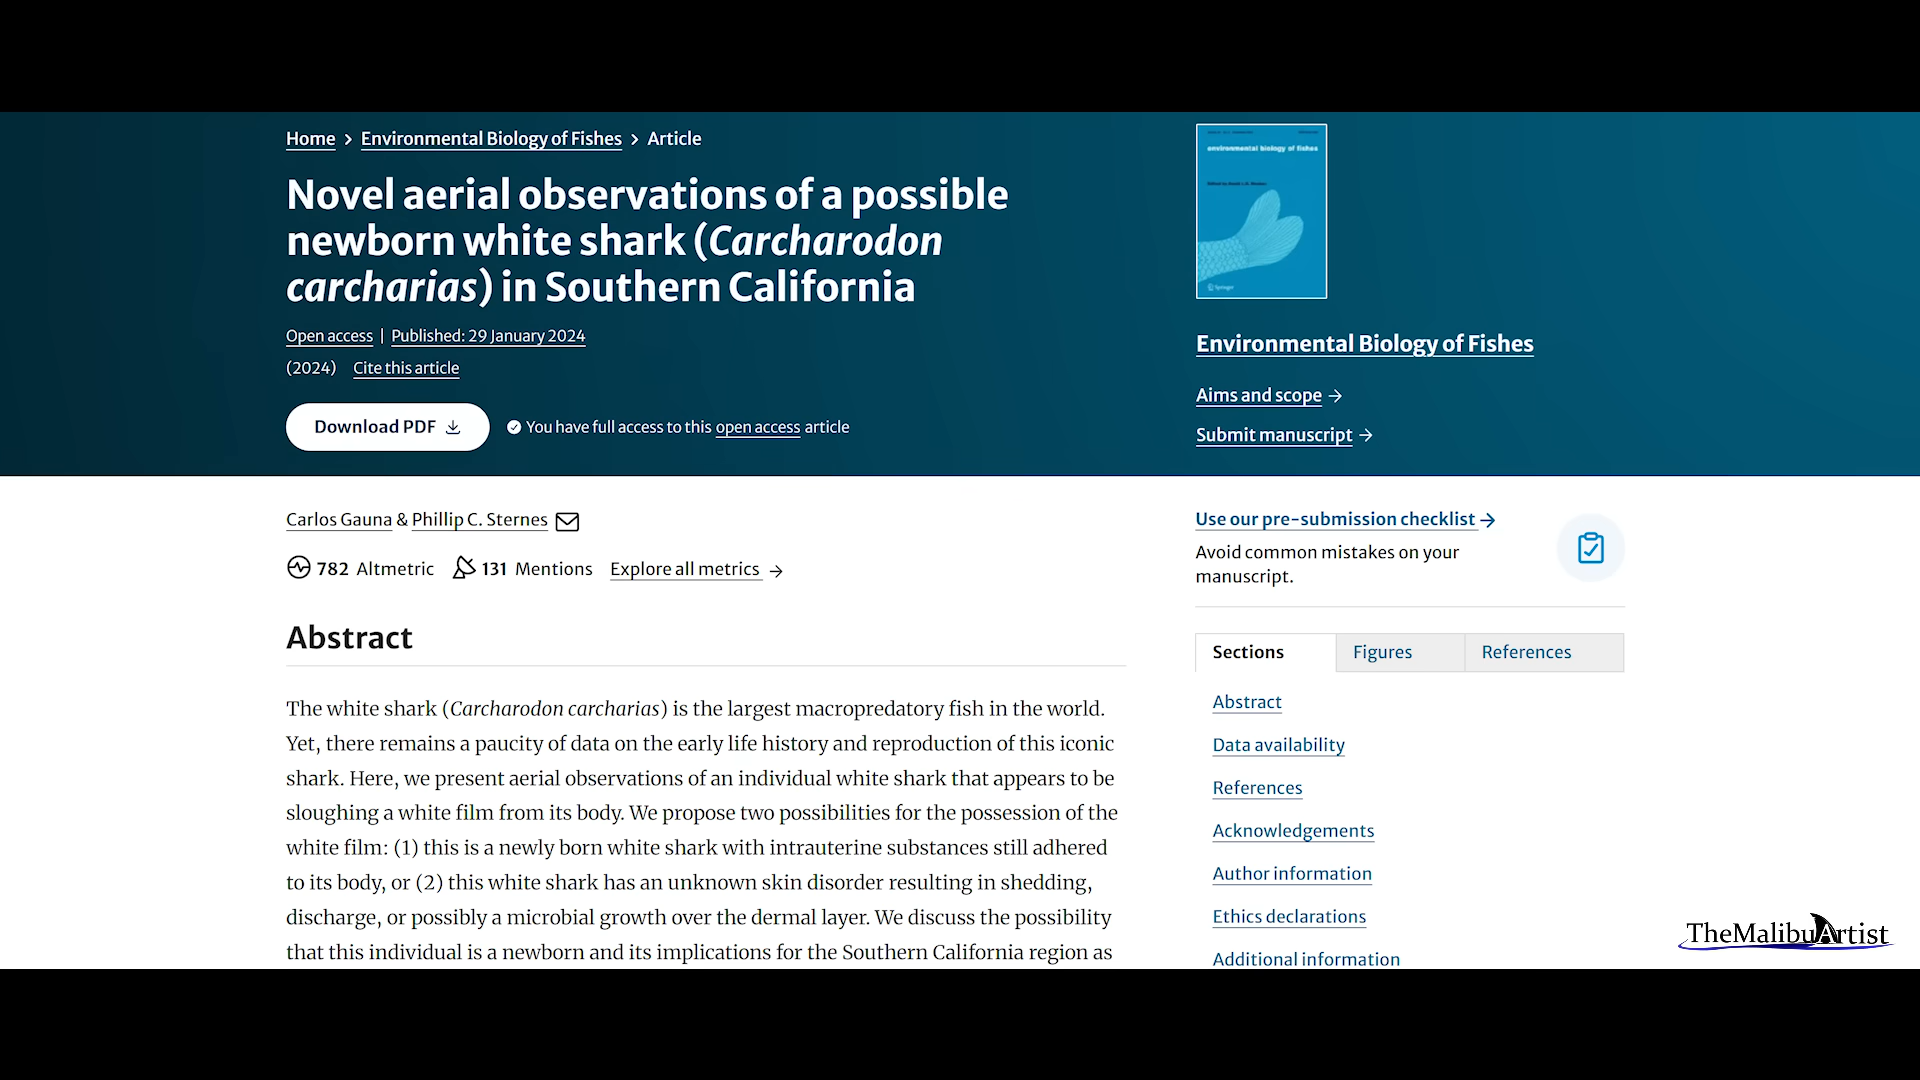 Home > Environmental Biology of Fishes > Article
Novel aerial observations of a possible
newborn white shark (Carcharodon
carcharias) in Southern California
Open access | Published: 29 January 2024
(2024) Cite this article
Download PDF
You have full access to this open access article
environmental biology of fishes
Springer
Environmental Biology of Fishes
Aims and scope →
Submit manuscript →
Carlos Gauna & Phillip C. Sternes
782 Altmetric 131 Mentions Explore all metrics →
Abstract
The white shark (Carcharodon carcharias) is the largest macropredatory fish in the world.
Yet, there remains a paucity of data on the early life history and reproduction of this iconic
shark. Here, we present aerial observations of an individual white shark that appears to be
sloughing a white film from its body. We propose two possibilities for the possession of the
white film: (1) this is a newly born white shark with intrauterine substances still adhered
to its body, or (2) this white shark has an unknown skin disorder resulting in shedding,
discharge, or possibly a microbial growth over the dermal layer. We discuss the possibility
that this individual is a newborn and its implications for the Southern California region as
Use our pre-submission checklist →
Avoid common mistakes on your
manuscript.
Sections Figures References
Abstract
Data availability
References
Acknowledgements
Author information
Ethics declarations
Additional information
TheMalibuArtist